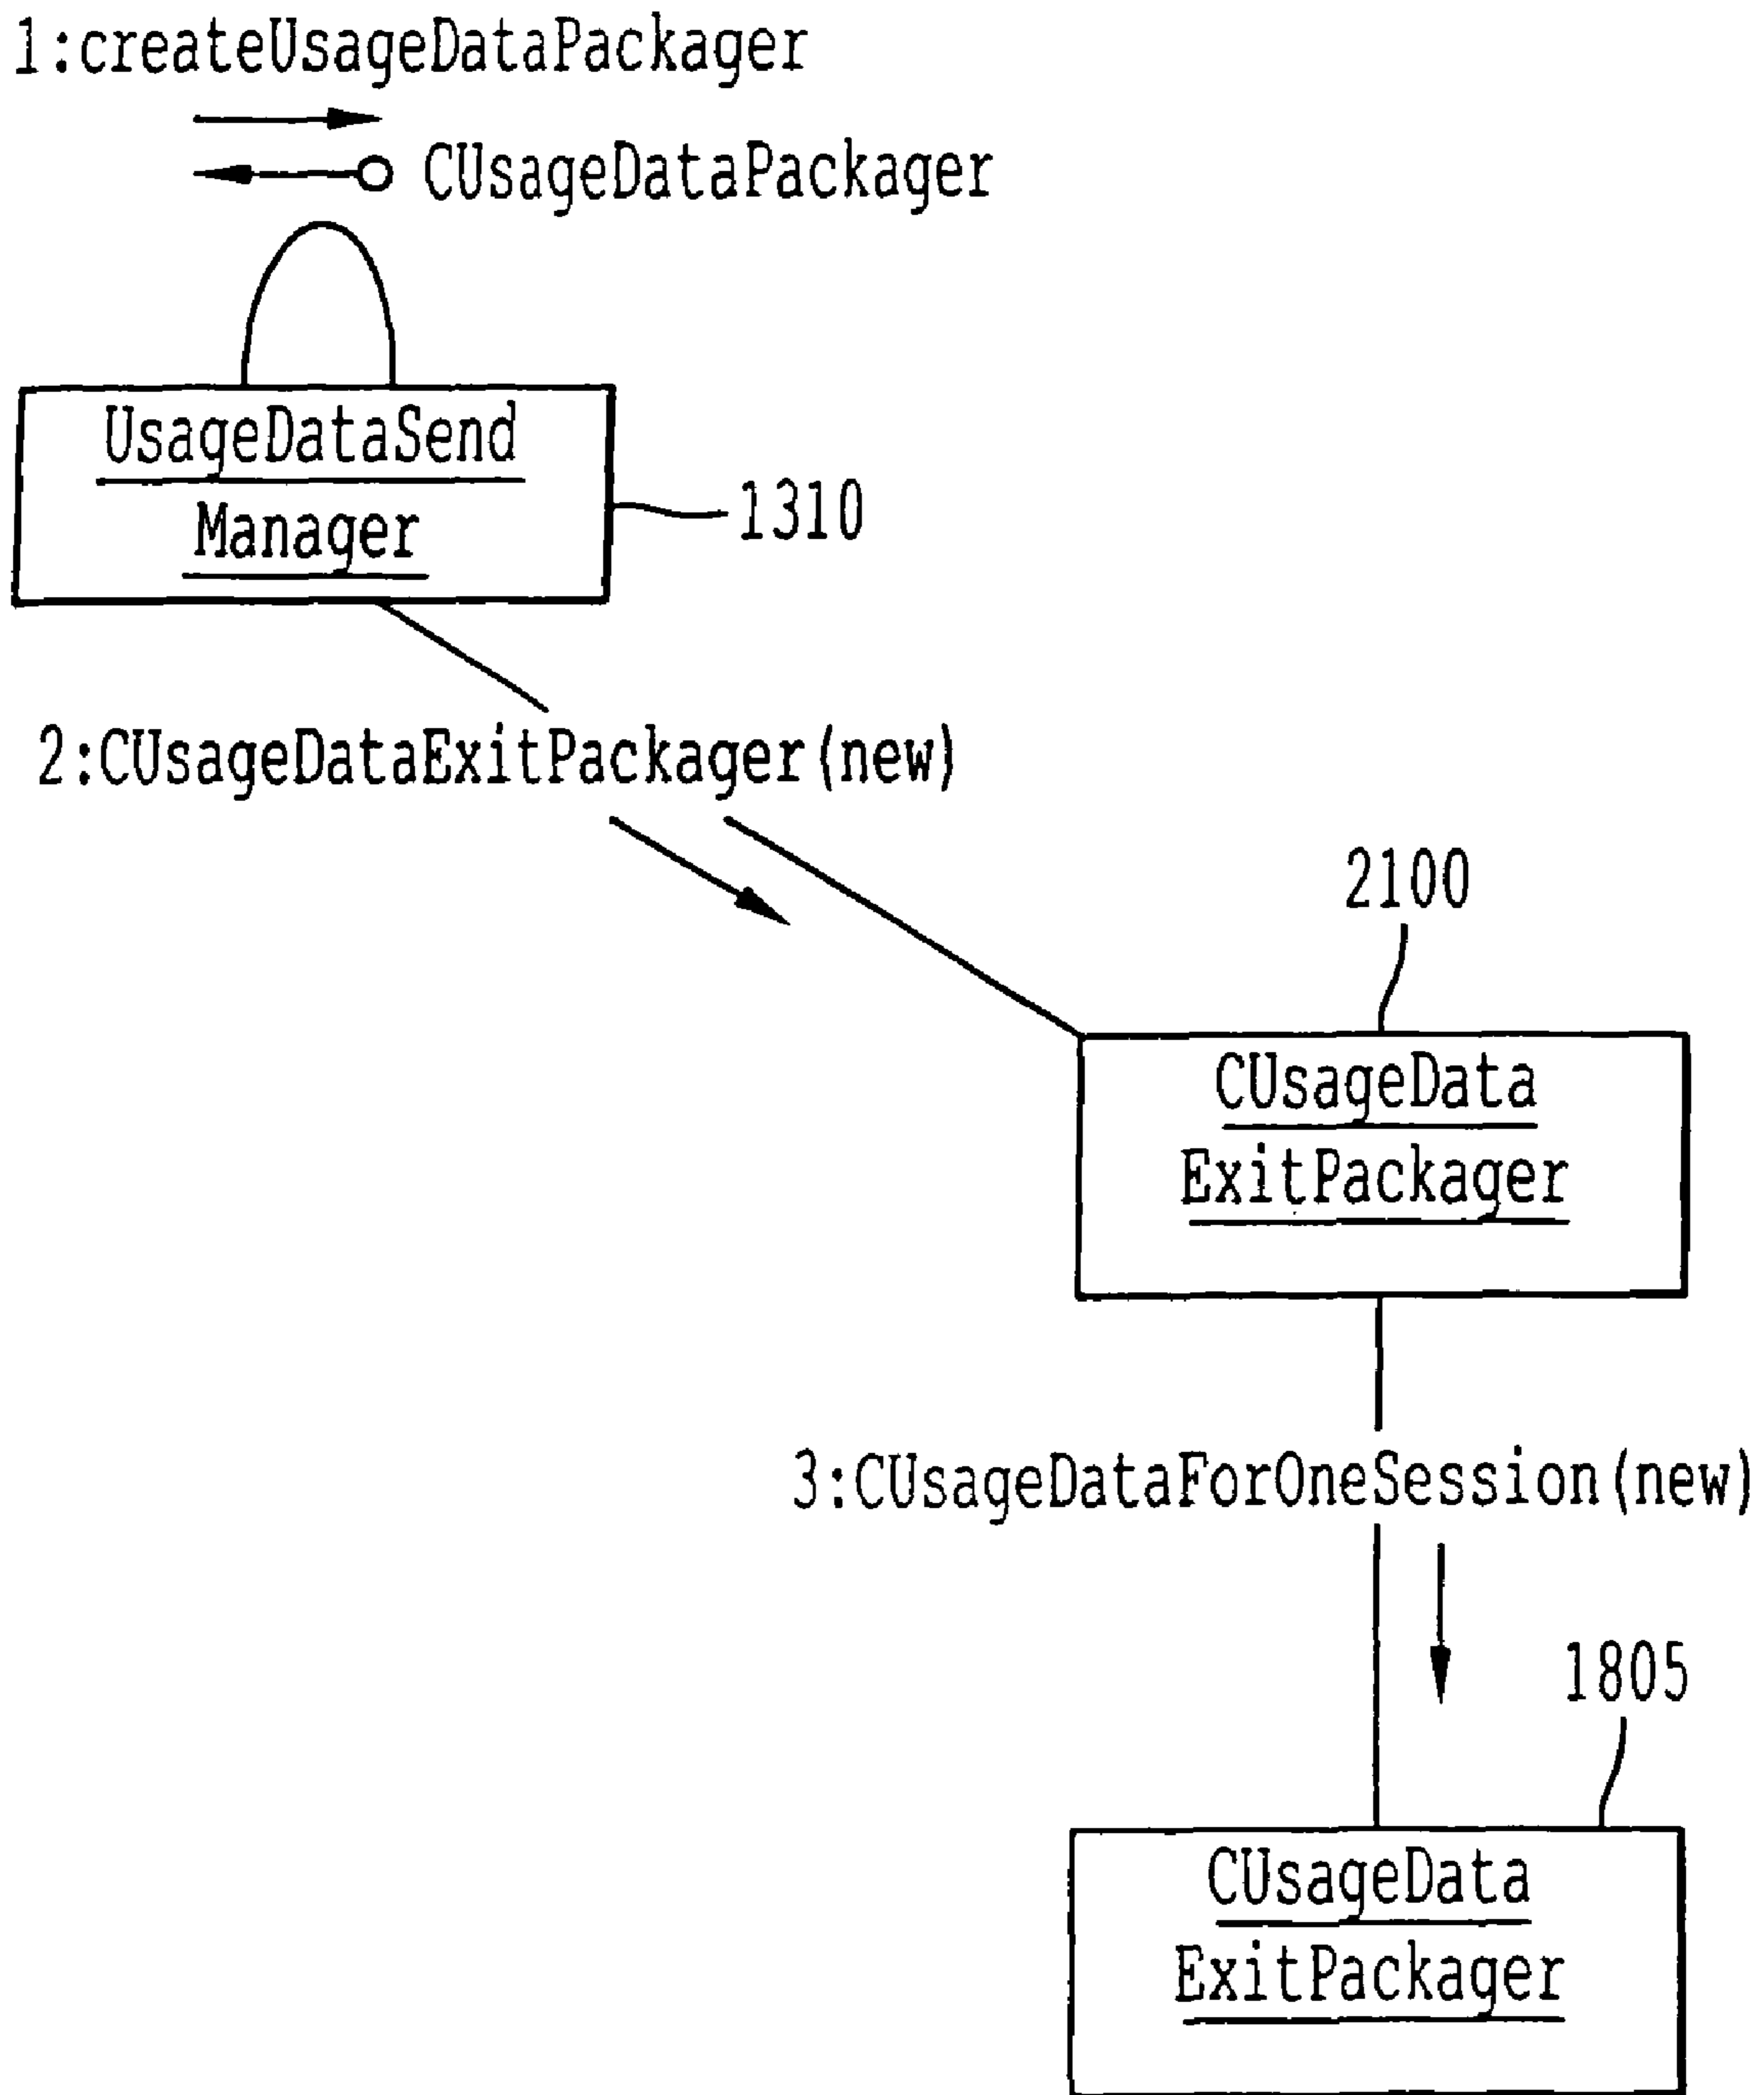 1:createUsageDataPackager
CUsageDataPackager
UsageDataSend
Manager
1310
2:CUsageDataExitPackager(new)
2100
CUsageData
ExitPackager
3:CUsageDataForOneSession(new)
1805
CUsageData
ExitPackager